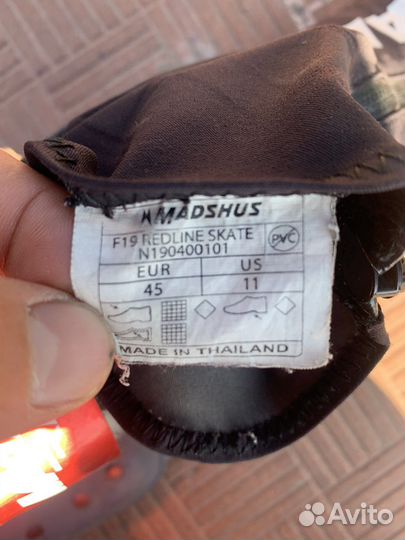 MADSHUS
F19 REDLINE SKATE
N190400101
PVC
EUR US
45 11
MADE IN THAILAND
Avito